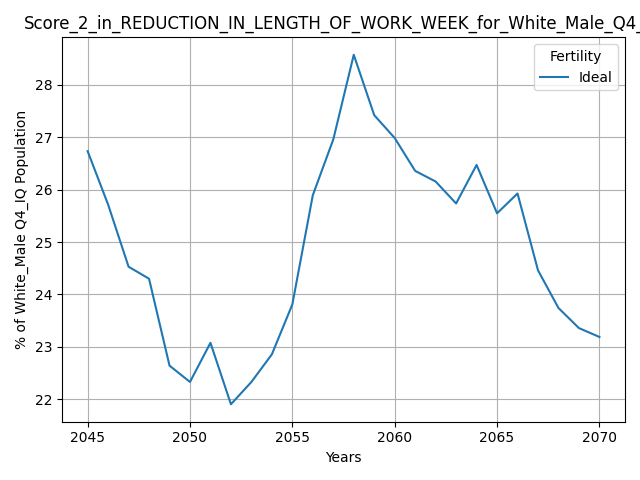 Score_2_in_REDUCTION_IN_LENGTH_OF_WORK_WEEK_for_White_Male_Q4_
Fertility
Ideal
% of White_Male Q4_IQ Population
28
27
26
25
24
23
22
2045
2050
2055
2060
2065
2070
Years